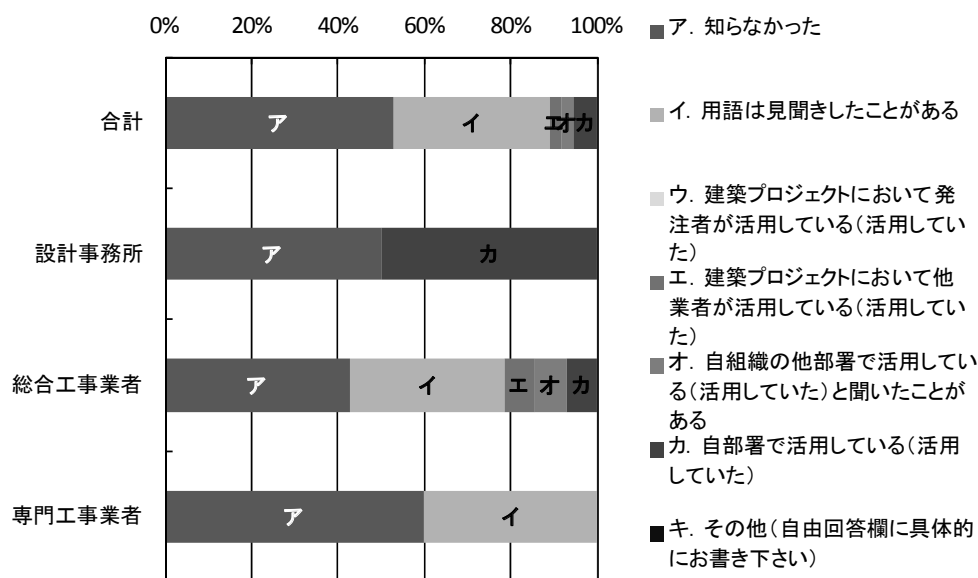 0% 20% 40% 60% 80% 100%
合計
ア イ エ オ カ
設計事務所
ア カ
総合工事業者
ア イ エ オ カ
専門工事業者
ア イ
ア. 知らなかった
イ. 用語は見聞きしたことがある
ウ. 建築プロジェクトにおいて発
注者が活用している(活用してい
た)
エ. 建築プロジェクトにおいて他
業者が活用している(活用してい
た)
オ. 自組織の他部署で活用してい
る(活用していた)と聞いたことが
ある
カ. 自部署で活用している(活用
していた)
キ. その他(自由回答欄に具体的
にお書き下さい)